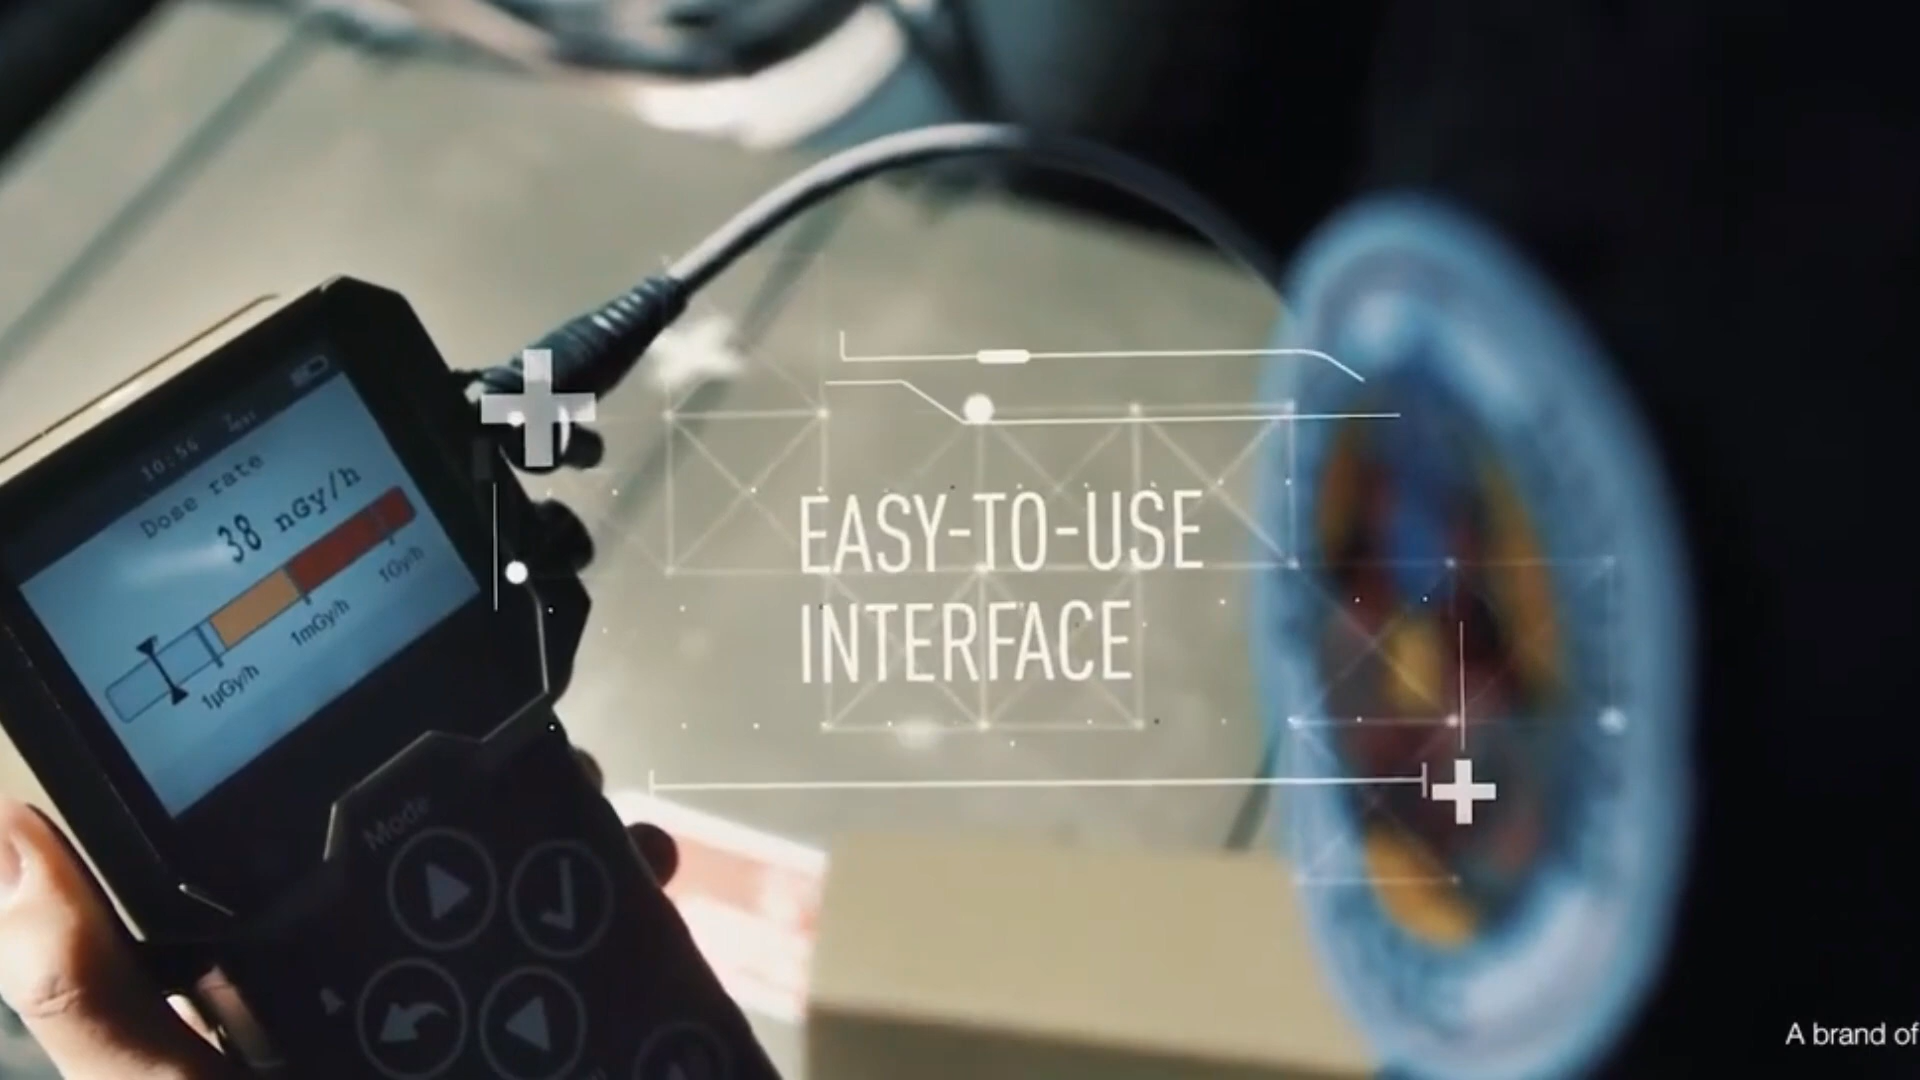 10:56
Dose rate
38 nGy/h
1µGy/h
1mGy/h
1Gy/h
Mode
EASY-TO-USE
INTERFACE
A brand of